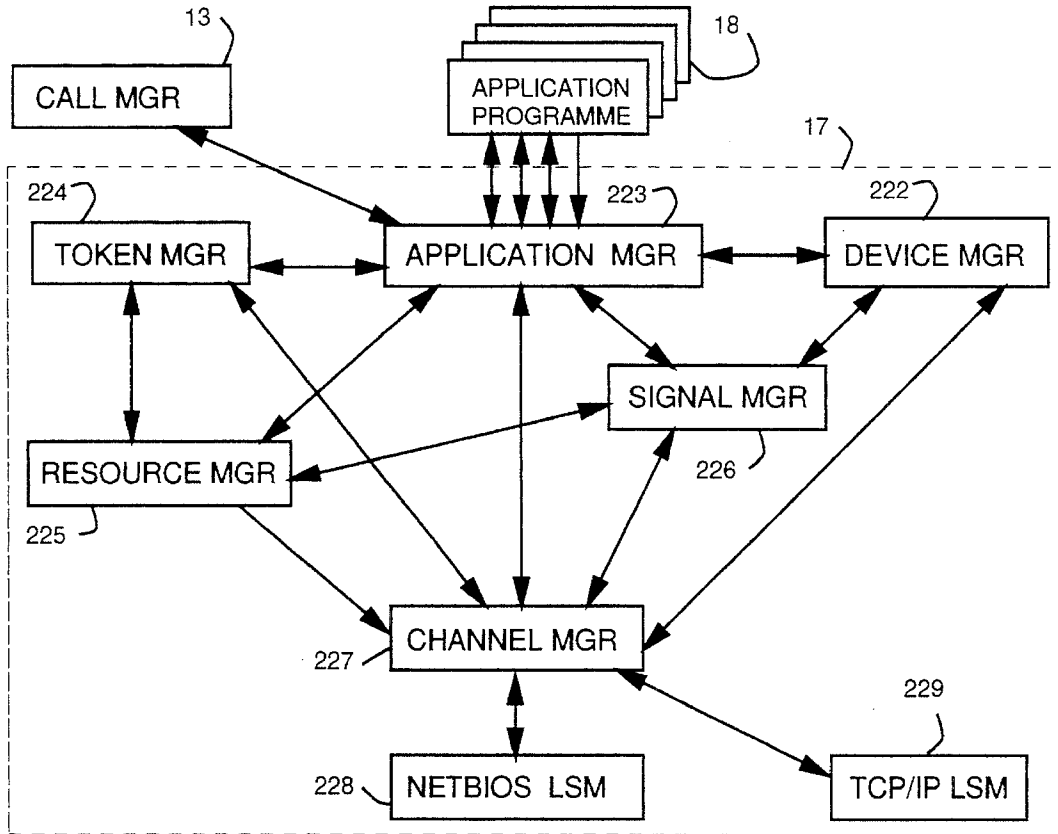 13
18
CALL MGR
APPLICATION
PROGRAMME
17
224
223
222
TOKEN MGR
APPLICATION MGR
DEVICE MGR
SIGNAL MGR
RESOURCE MGR
226
225
CHANNEL MGR
227
229
228
NETBIOS LSM
TCP/IP LSM